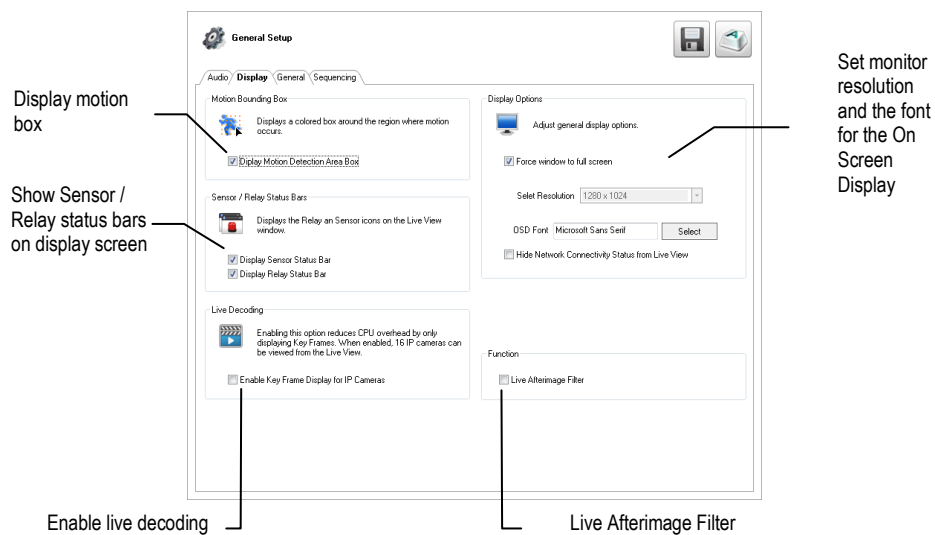 General Setup
Audio Display General Sequencing
Display motion
box
Motion Bounding Box
Displays a colored box around the region where motion
occurs.
Diplay Motion Detection Area Box
Show Sensor /
Relay status bars
on display screen
Sensor / Relay Status Bars
Displays the Relay an Sensor icons on the Live View
window.
Display Sensor Status Bar
Display Relay Status Bar
Live Decoding
Enabling this option reduces CPU overhead by only
displaying Key Frames. When enabled, 16 IP cameras can
be viewed from the Live View.
Enable Key Frame Display for IP Cameras
Enable live decoding
Display Options
Adjust general display options.
Force window to full screen
Selet Resolution 1280 x 1024
OSD Font Microsoft Sans Serif Select
Hide Network Connectivity Status from Live View
Function
Live Afterimage Filter
Live Afterimage Filter
Set monitor
resolution
and the font
for the On
Screen
Display
A